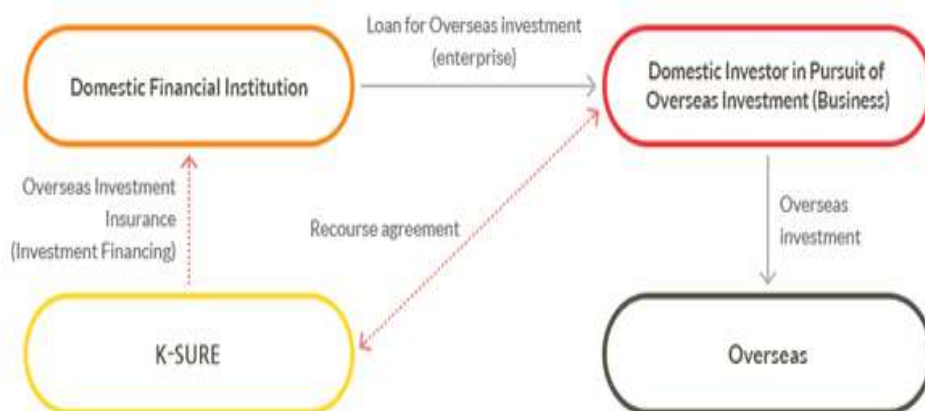 Loan for Overseas investment
(enterprise)
Domestic Financial Institution
Domestic Investor in Pursuit of
Overseas Investment (Business)
Overseas Investment
Insurance
(Investment Financing)
Recourse agreement
Overseas
investment
K-SURE
Overseas